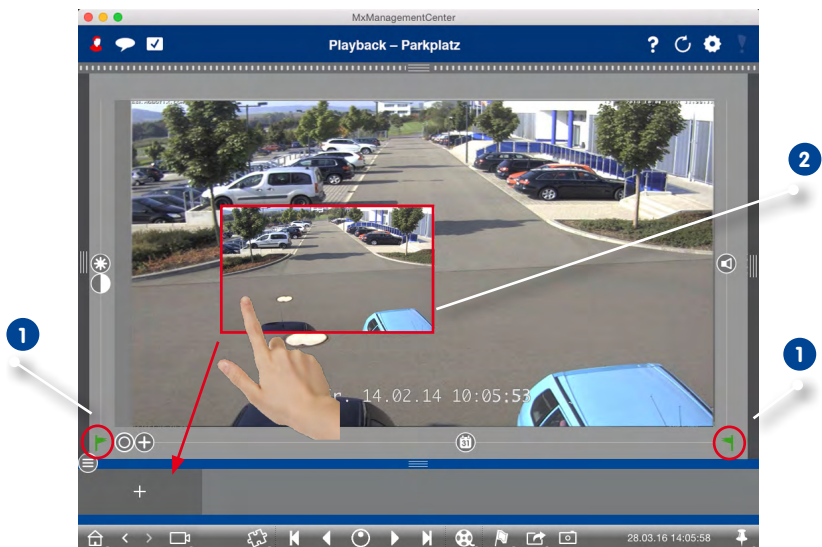 MxManagementCenter
Playback – Parkplatz
?
2
1
1
r. 14.02.14 10:05:53
31
+
28.03.16 14:05:58